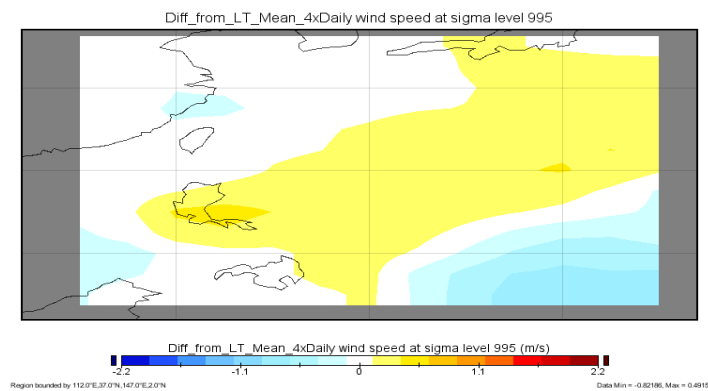 Diff_from_LT_Mean_4xDaily wind speed at sigma level 995
Diff_from_LT_Mean_4xDaily wind speed at sigma level 995 (m/s)
-2.2 -1.1 0 1.1 2.2
Region bounded by 112.0°E,37.0°N,147.0°E,2.0°N
Data Min = -0.82186, Max = 0.4915